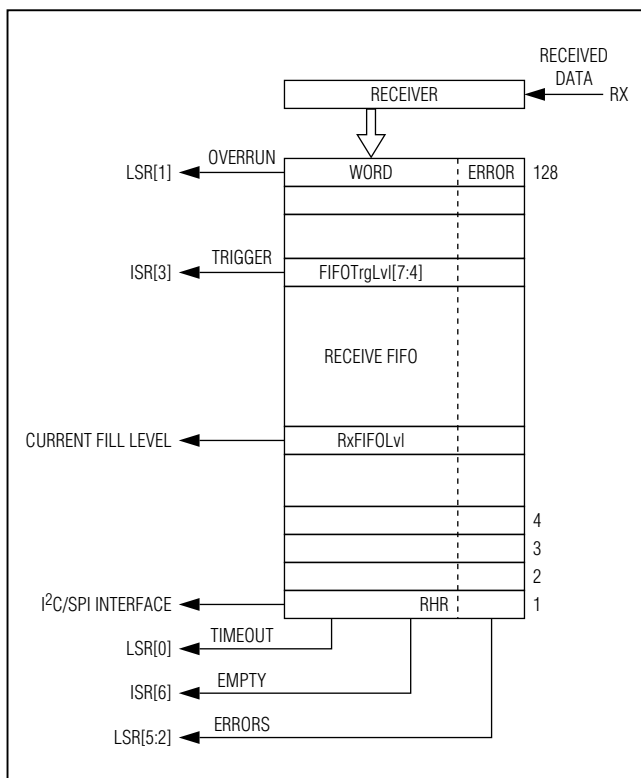 RECEIVED
DATA
RECEIVER
RX
OVERRUN
LSR[1]
WORD
ERROR
128
TRIGGER
ISR[3]
FIFOTrgLvl[7:4]
RECEIVE FIFO
CURRENT FILL LEVEL
RxFIFOLvl
4
3
2
I²C/SPI INTERFACE
RHR
1
TIMEOUT
LSR[0]
EMPTY
ISR[6]
ERRORS
LSR[5:2]